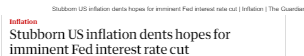 Stubborn US inflation dents hopes for imminent Fed interest rate cut | Inflation | The Guardian
Inflation
Stubborn US inflation dents hopes for
imminent Fed interest rate cut